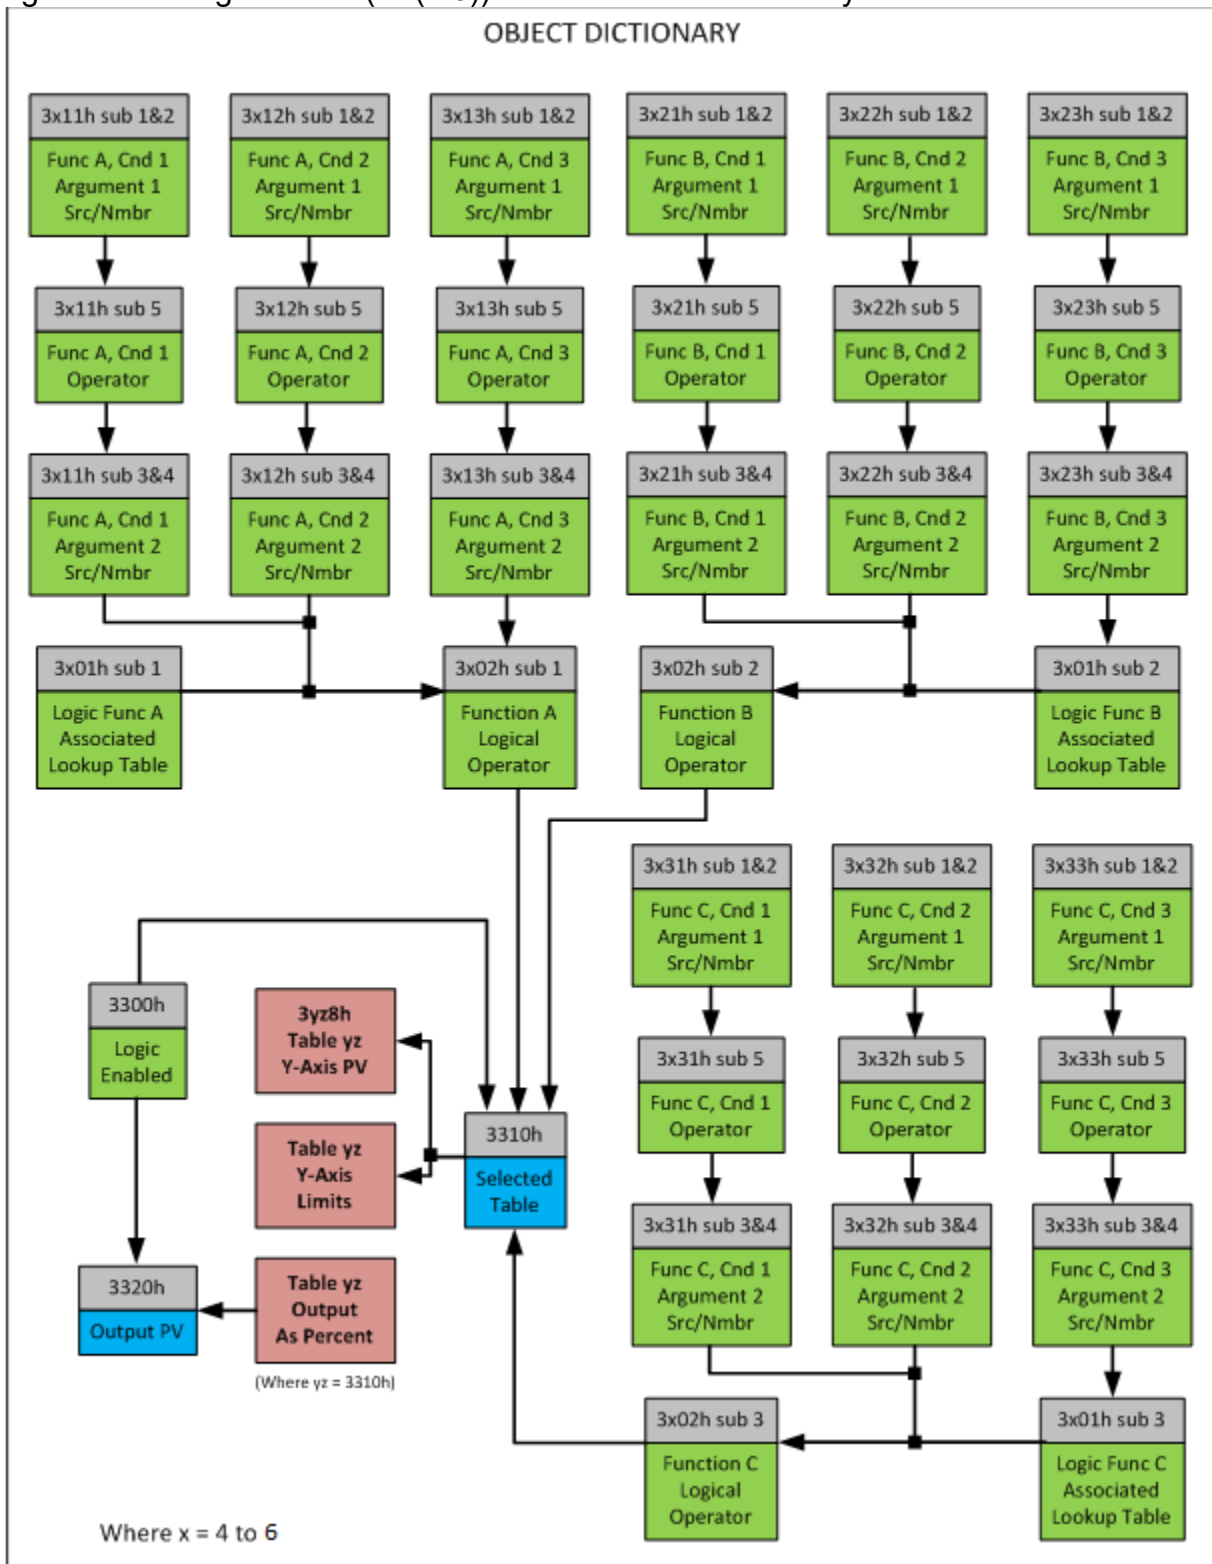 OBJECT DICTIONARY
3x11h sub 1&2
Func A, Cnd 1
Argument 1
Src/Nmbr
3x12h sub 1&2
Func A, Cnd 2
Argument 1
Src/Nmbr
3x13h sub 1&2
Func A, Cnd 3
Argument 1
Src/Nmbr
3x21h sub 1&2
Func B, Cnd 1
Argument 1
Src/Nmbr
3x22h sub 1&2
Func B, Cnd 2
Argument 1
Src/Nmbr
3x23h sub 1&2
Func B, Cnd 3
Argument 1
Src/Nmbr
3x11h sub 5
Func A, Cnd 1
Operator
3x12h sub 5
Func A, Cnd 2
Operator
3x13h sub 5
Func A, Cnd 3
Operator
3x21h sub 5
Func B, Cnd 1
Operator
3x22h sub 5
Func B, Cnd 2
Operator
3x23h sub 5
Func B, Cnd 3
Operator
3x11h sub 3&4
Func A, Cnd 1
Argument 2
Src/Nmbr
3x12h sub 3&4
Func A, Cnd 2
Argument 2
Src/Nmbr
3x13h sub 3&4
Func A, Cnd 3
Argument 2
Src/Nmbr
3x21h sub 3&4
Func B, Cnd 1
Argument 2
Src/Nmbr
3x22h sub 3&4
Func B, Cnd 2
Argument 2
Src/Nmbr
3x23h sub 3&4
Func B, Cnd 3
Argument 2
Src/Nmbr
3x01h sub 1
Logic Func A
Associated
Lookup Table
3x02h sub 1
Function A
Logical
Operator
3x02h sub 2
Function B
Logical
Operator
3x01h sub 2
Logic Func B
Associated
Lookup Table
3x31h sub 1&2
Func C, Cnd 1
Argument 1
Src/Nmbr
3x32h sub 1&2
Func C, Cnd 2
Argument 1
Src/Nmbr
3x33h sub 1&2
Func C, Cnd 3
Argument 1
Src/Nmbr
3300h
Logic
Enabled
3yz8h
Table yz
Y-Axis PV
3x31h sub 5
Func C, Cnd 1
Operator
3x32h sub 5
Func C, Cnd 2
Operator
3x33h sub 5
Func C, Cnd 3
Operator
Table yz
Y-Axis
Limits
3310h
Selected
Table
3x31h sub 3&4
Func C, Cnd 1
Argument 2
Src/Nmbr
3x32h sub 3&4
Func C, Cnd 2
Argument 2
Src/Nmbr
3x33h sub 3&4
Func C, Cnd 3
Argument 2
Src/Nmbr
3320h
Output PV
Table yz
Output
As Percent
(Where yz = 3310h)
3x02h sub 3
Function C
Logical
Operator
3x01h sub 3
Logic Func C
Associated
Lookup Table
Where x = 4 to 6